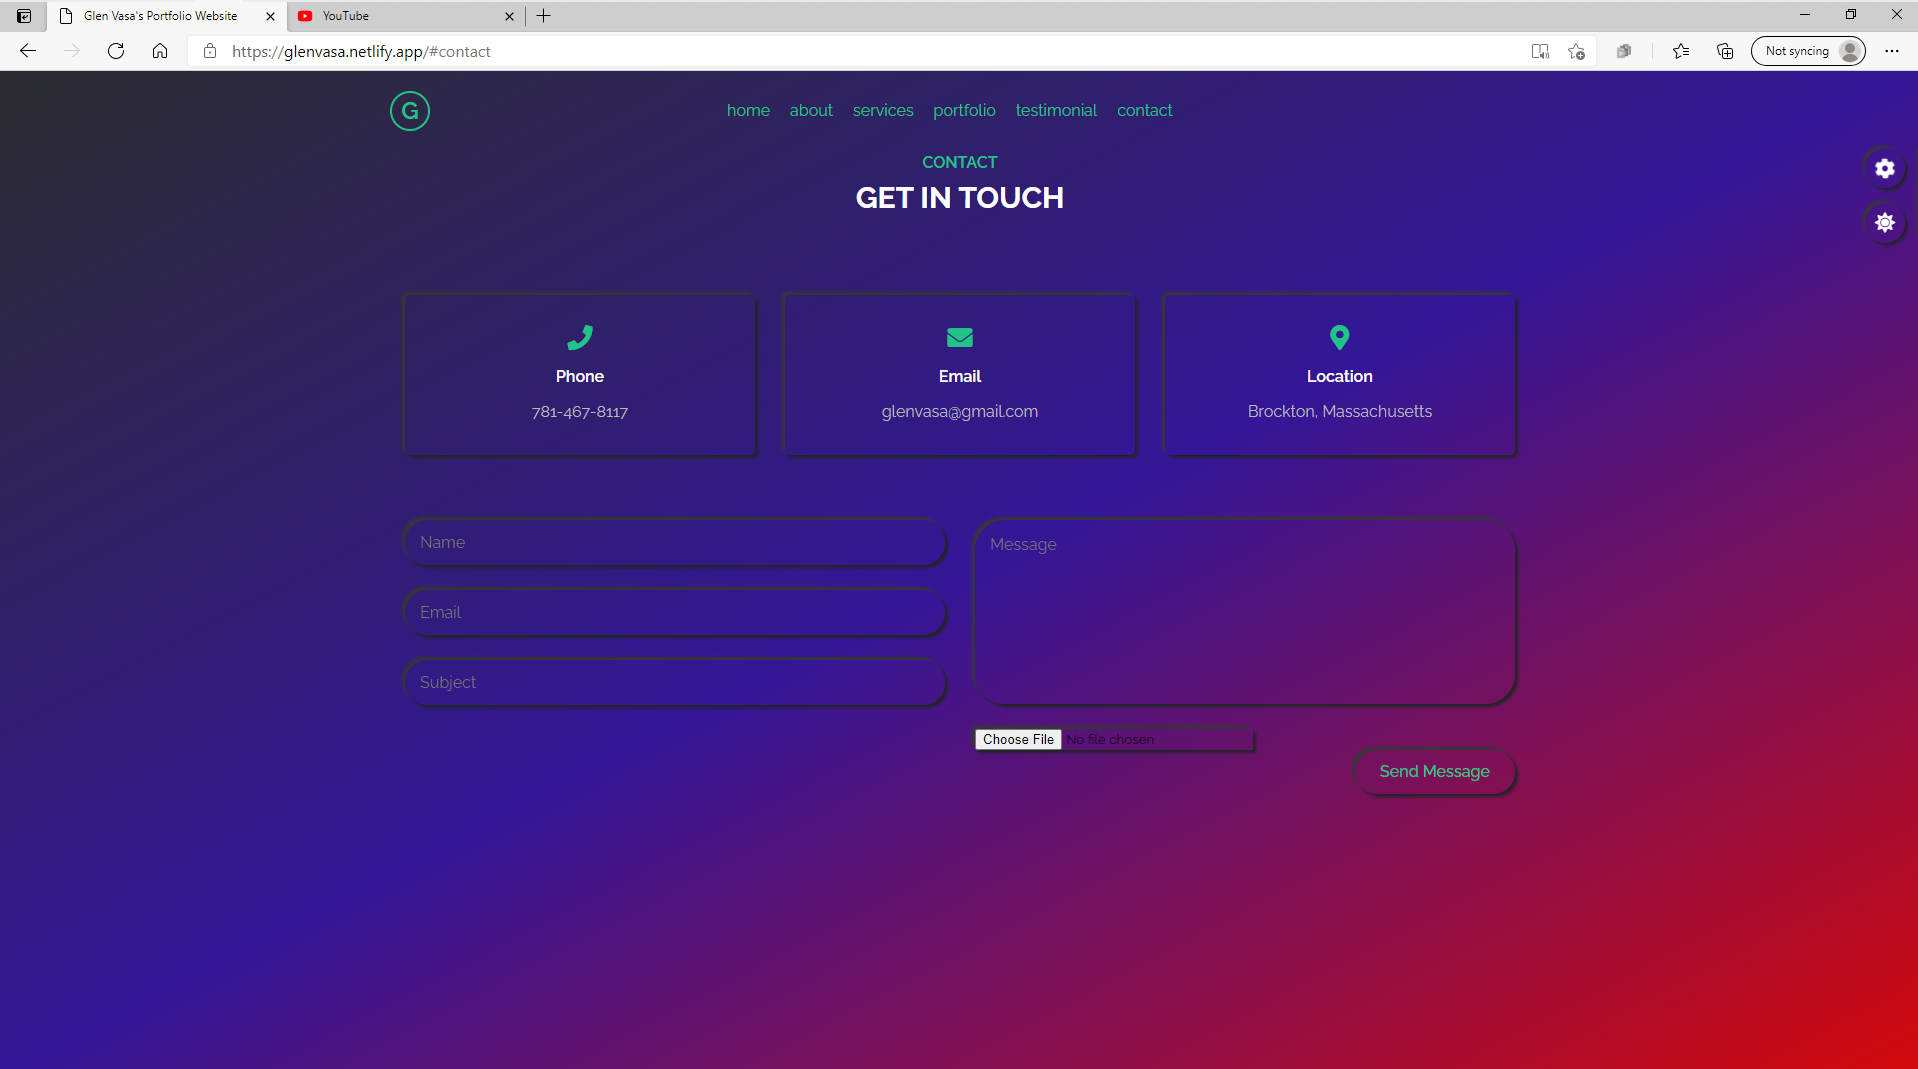 Glen Vasa's Portfolio Website
YouTube
https://glenvasa.netlify.app/#contact
Not syncing
G
home about services portfolio testimonial contact
CONTACT
GET IN TOUCH
Phone
781-467-8117
Email
glenvasa@gmail.com
Location
Brockton, Massachusetts
Name
Email
Subject
Message
Choose File No file chosen
Send Message